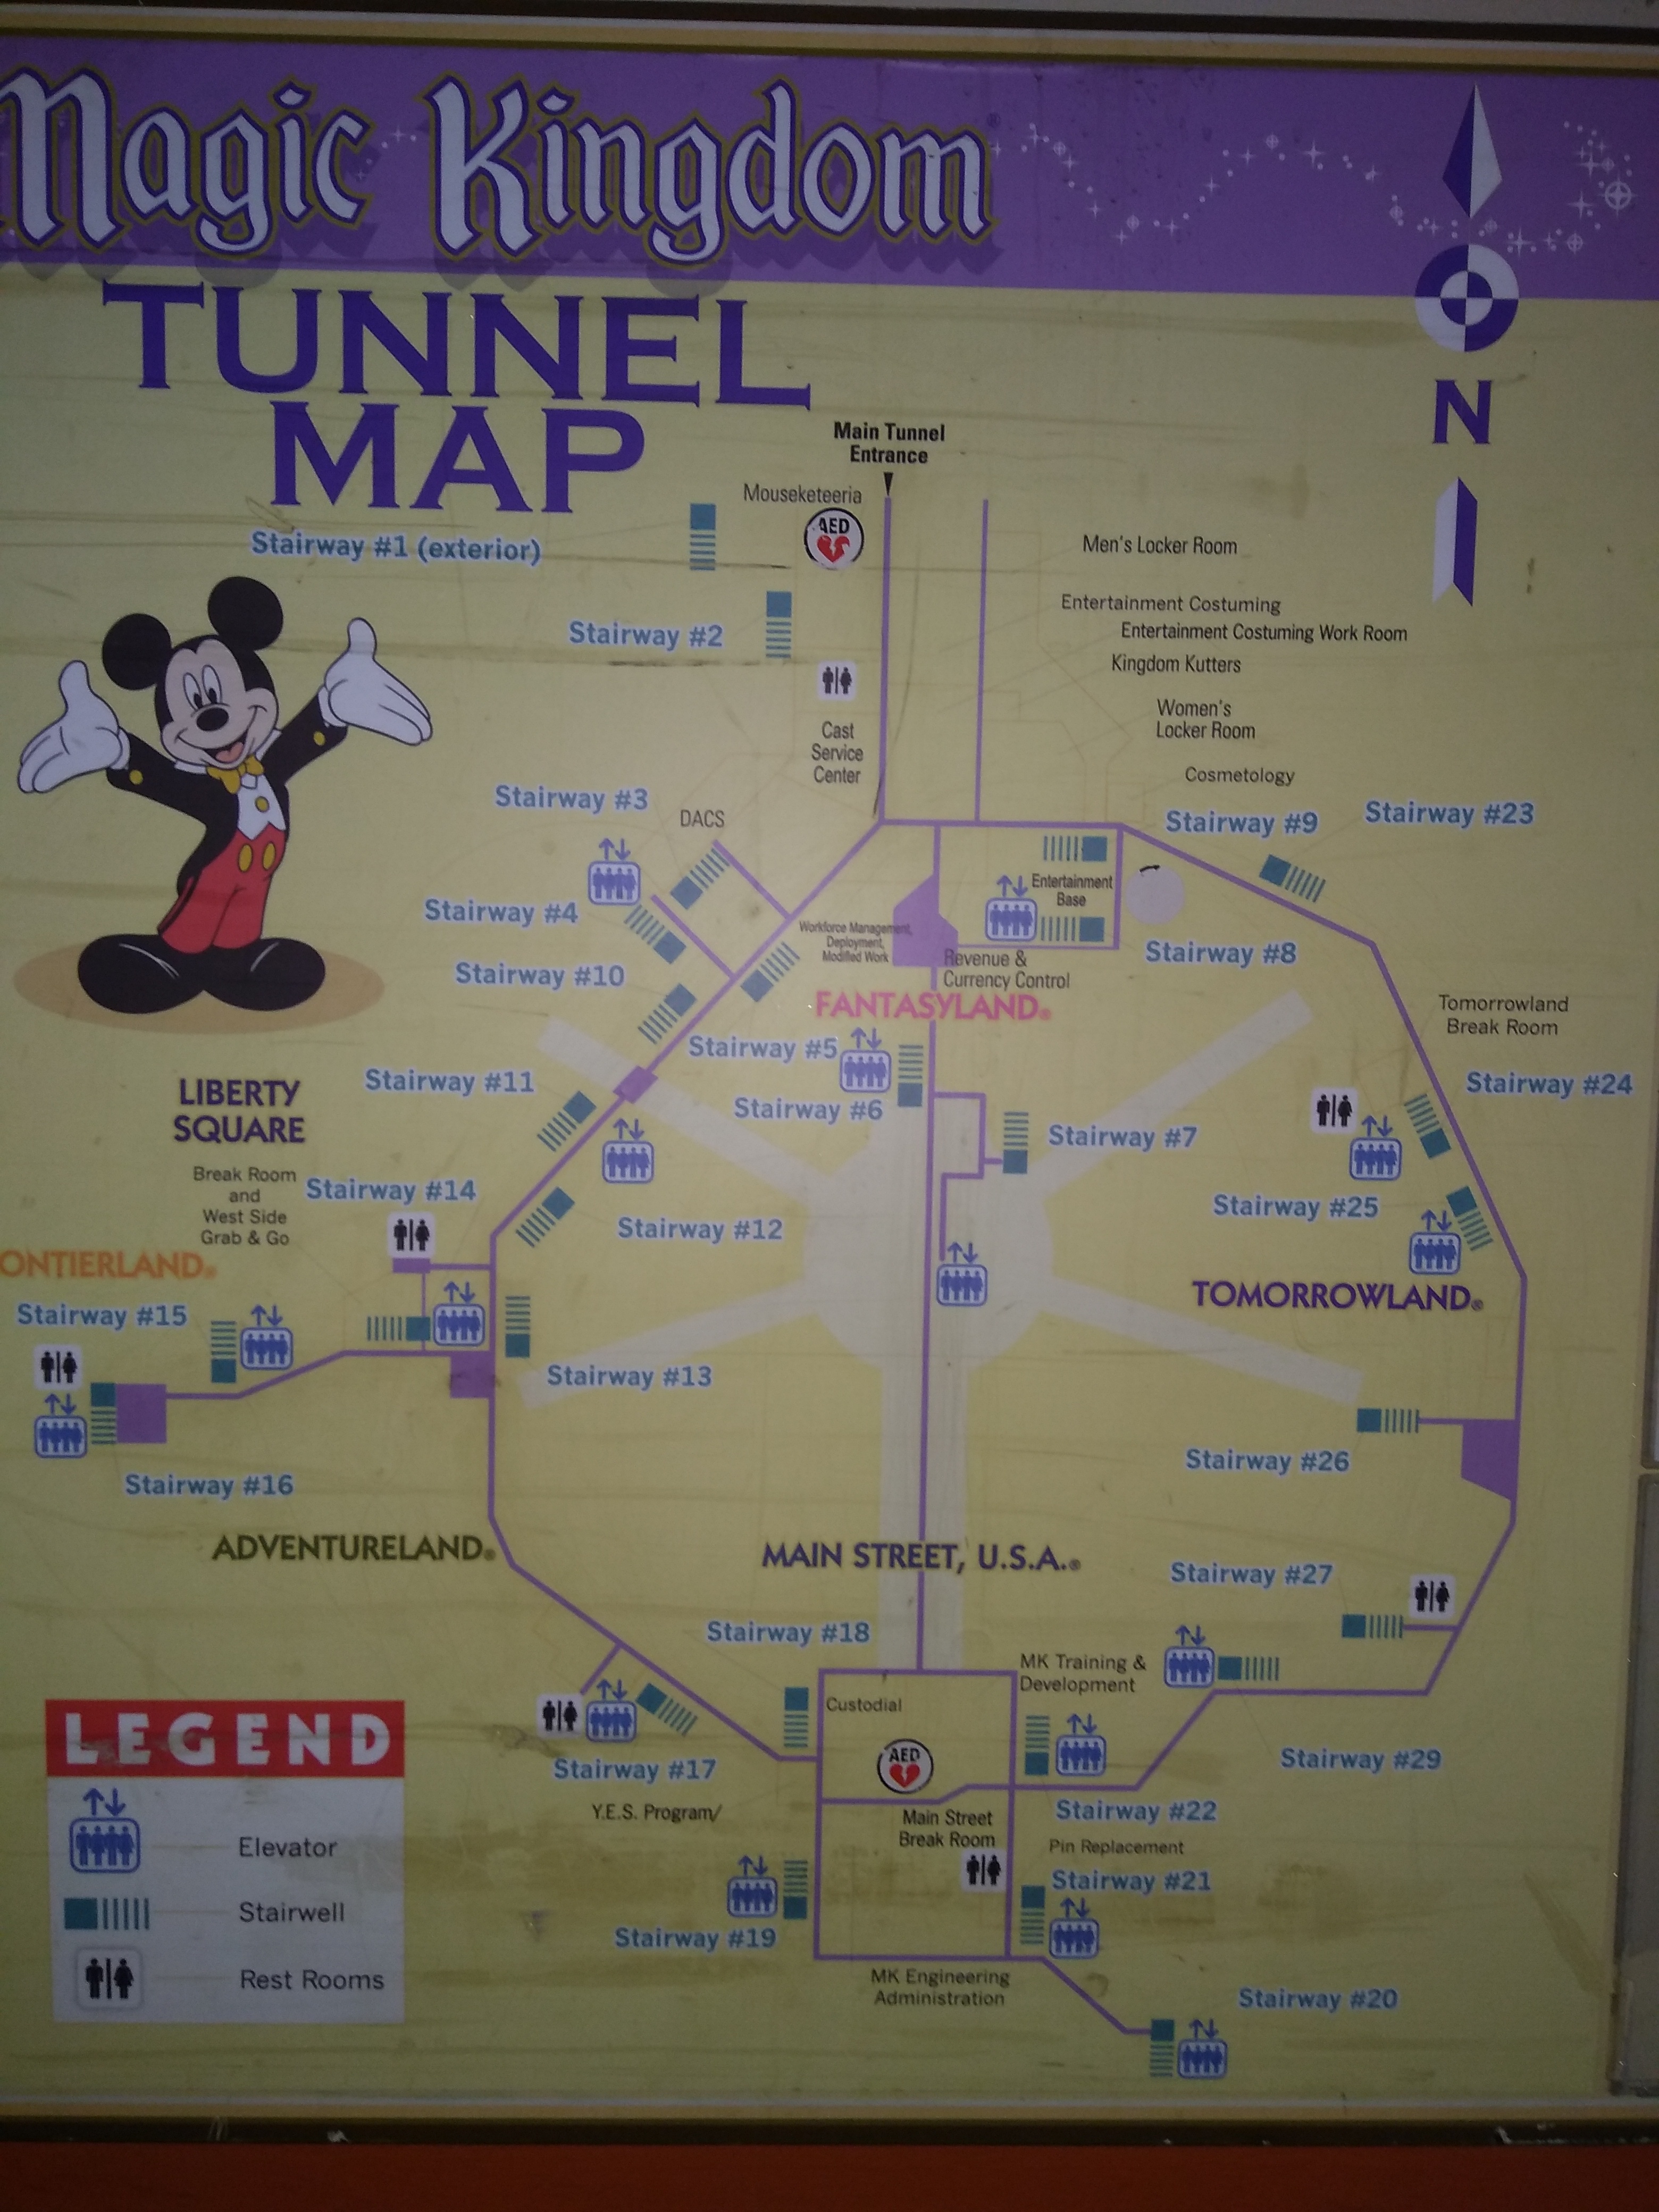 Magic Kingdom
TUNNEL
MAP
N
Main Tunnel
Entrance
Mouseketeeria
AED
Stairway #1 (exterior)
Men's Locker Room
Entertainment Costuming
Entertainment Costuming Work Room
Stairway #2
Kingdom Kutters
Women's
Locker Room
Cast
Service
Center
Cosmetology
Stairway #3
DACS
Stairway #9
Stairway #23
Entertainment
Base
Stairway #4
Workforce Management,
Deployment,
Modified Work
Revenue &
Currency Control
Stairway #8
Stairway #10
FANTASYLAND®
Tomorrowland
Break Room
Stairway #5
Stairway #11
Stairway #24
LIBERTY
SQUARE
Stairway #6
Stairway #7
Break Room
and
West Side
Grab & Go
Stairway #14
Stairway #25
Stairway #12
ONTIERLAND®
TOMORROWLAND®
Stairway #15
Stairway #13
Stairway #26
Stairway #16
ADVENTURELAND®
MAIN STREET, U.S.A.®
Stairway #27
Stairway #18
MK Training &
Development
Custodial
LEGEND
AED
Stairway #17
Stairway #29
Y.E.S. Program/
Main Street
Break Room
Stairway #22
Elevator
Pin Replacement
Stairway #21
Stairwell
Stairway #19
Rest Rooms
MK Engineering
Administration
Stairway #20